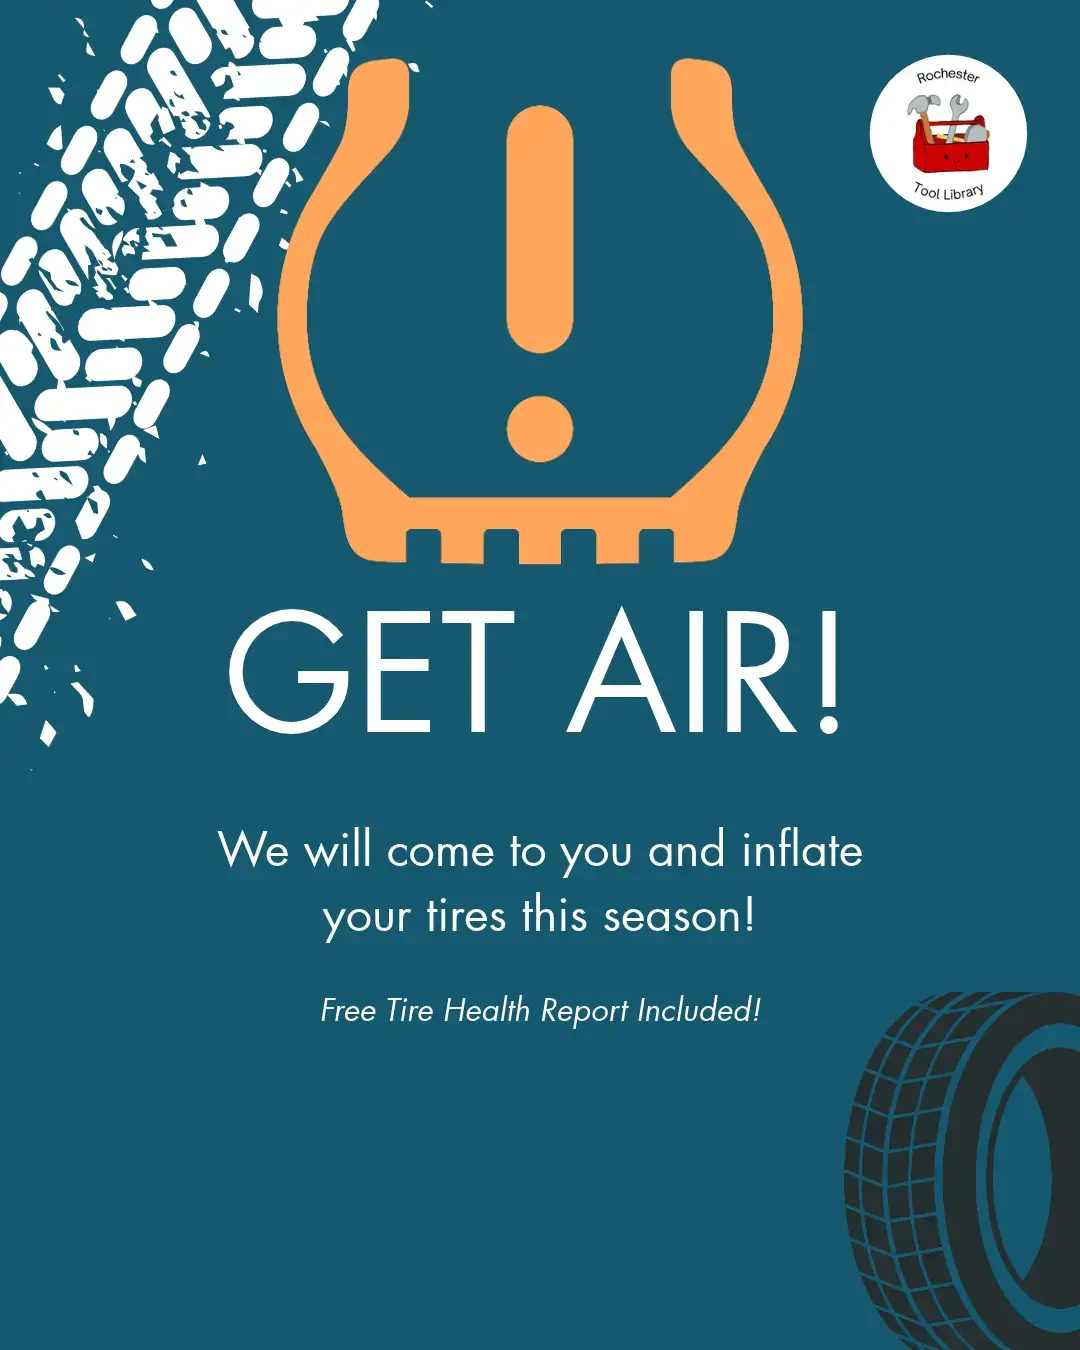 Rochester
Tool Library
GET AIR!
We will come to you and inflate
your tires this season!
Free Tire Health Report Included!